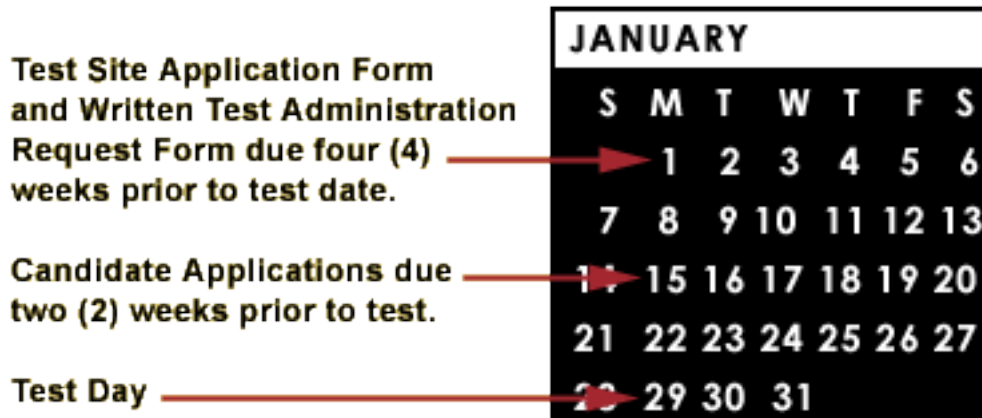 Test Site Application Form
and Written Test Administration
Request Form due four (4)
weeks prior to test date.
Candidate Applications due
two (2) weeks prior to test.
Test Day
JANUARY
S M T W T F S
1 2 3 4 5 6
7 8 9 10 11 12 13
14 15 16 17 18 19 20
21 22 23 24 25 26 27
28 29 30 31